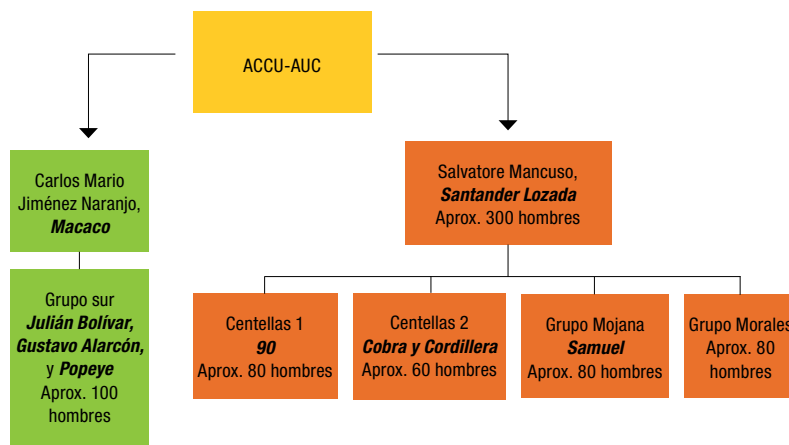 ACCU-AUC
Carlos Mario
Jiménez Naranjo,
Macaco
Salvatore Mancuso,
Santander Lozada
Aprox. 300 hombres
Grupo sur
Julián Bolívar,
Gustavo Alarcón,
y Popeye
Aprox. 100
hombres
Centellas 1
90
Aprox. 80 hombres
Centellas 2
Cobra y Cordillera
Aprox. 60 hombres
Grupo Mojana
Samuel
Aprox. 80 hombres
Grupo Morales
Aprox. 80
hombres